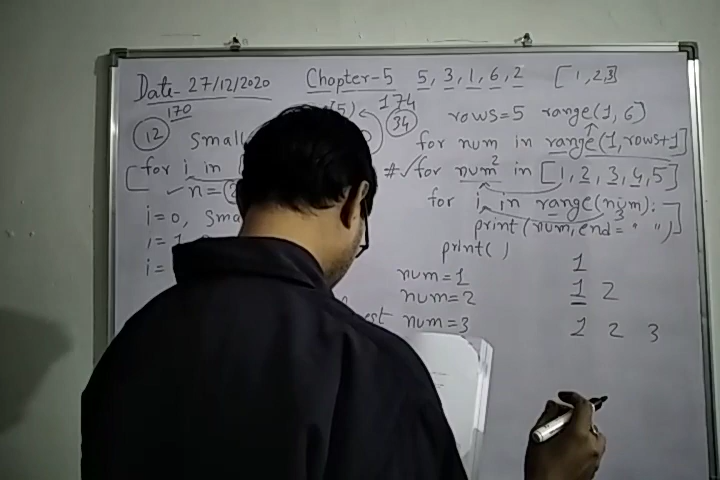 Date- 27/12/2020 Chapter-5 5, 3, 1, 6, 2 [1,2,3]
170
174
34
12
rows=5 range(1, 6)
for num in range(1,rows+1]
for i in
# ✓ for num 2 in [1, 2, 3, 4, 5]
✓ n=
for i in range(num):
3
print(num, end = " ")
i=0,
print( )
i=
num=1
num=2
num=3
1
1 2
1 2 3